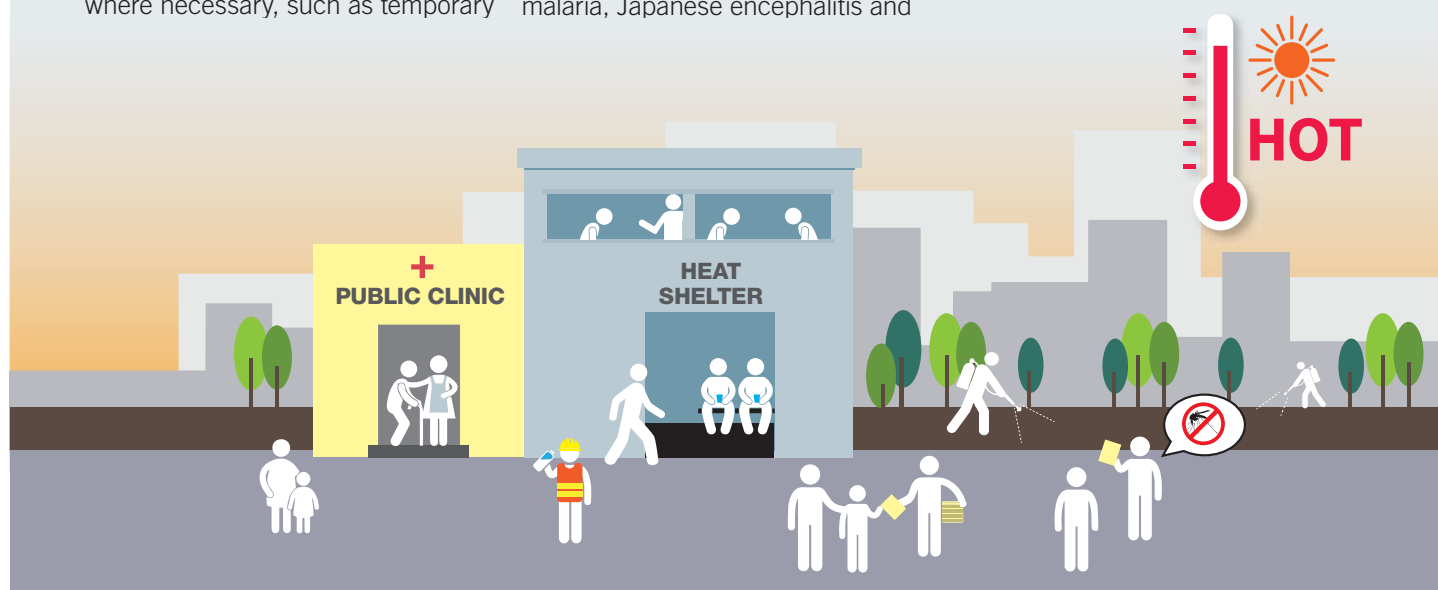 where necessary, such as temporary
malaria, Japanese encephalitis and
HOT
PUBLIC CLINIC
HEAT
SHELTER